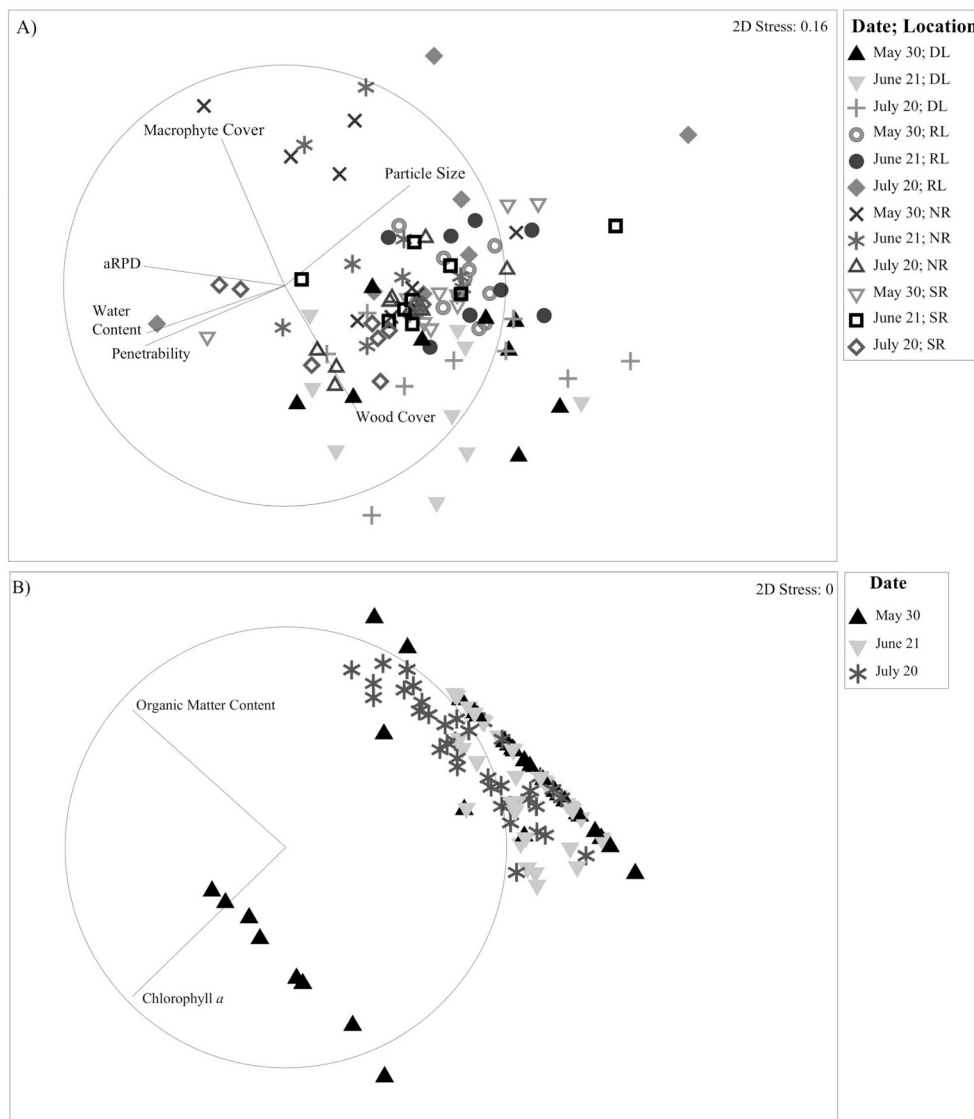 A)
2D Stress: 0.16
Macrophyte Cover
Particle Size
aRPD
Water
Content
Penetrability
Wood Cover
Date; Location
May 30; DL
June 21; DL
July 20; DL
May 30; RL
June 21; RL
July 20; RL
May 30; NR
June 21; NR
July 20; NR
May 30; SR
June 21; SR
July 20; SR
B)
2D Stress: 0
Organic Matter Content
Chlorophyll a
Date
May 30
June 21
July 20